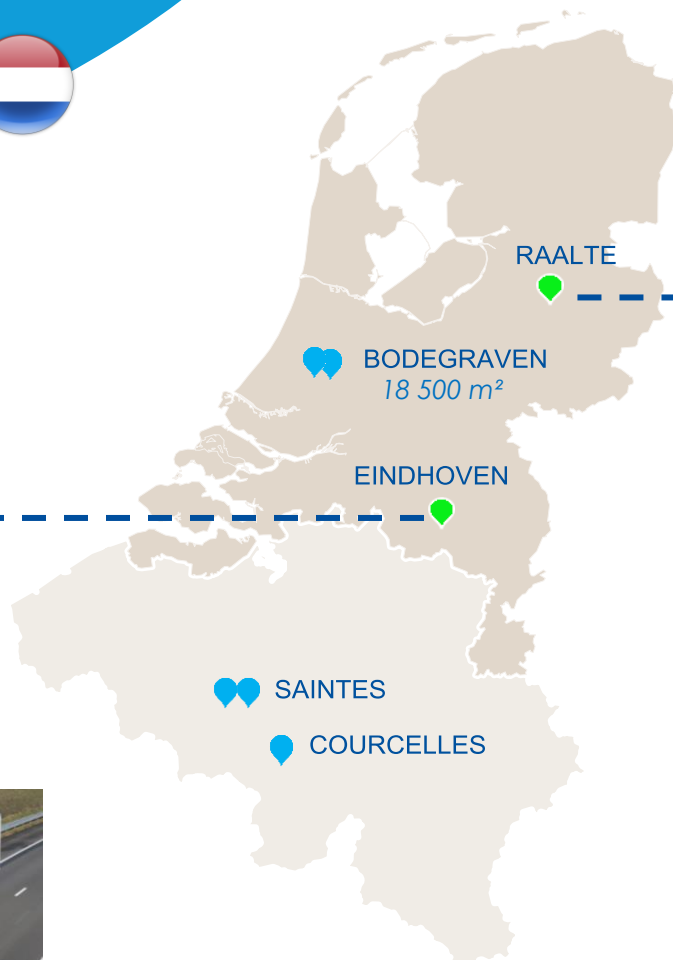 RAALTE
BODEGRAVEN
18 500 m²
EINDHOVEN
SAINTES
COURCELLES